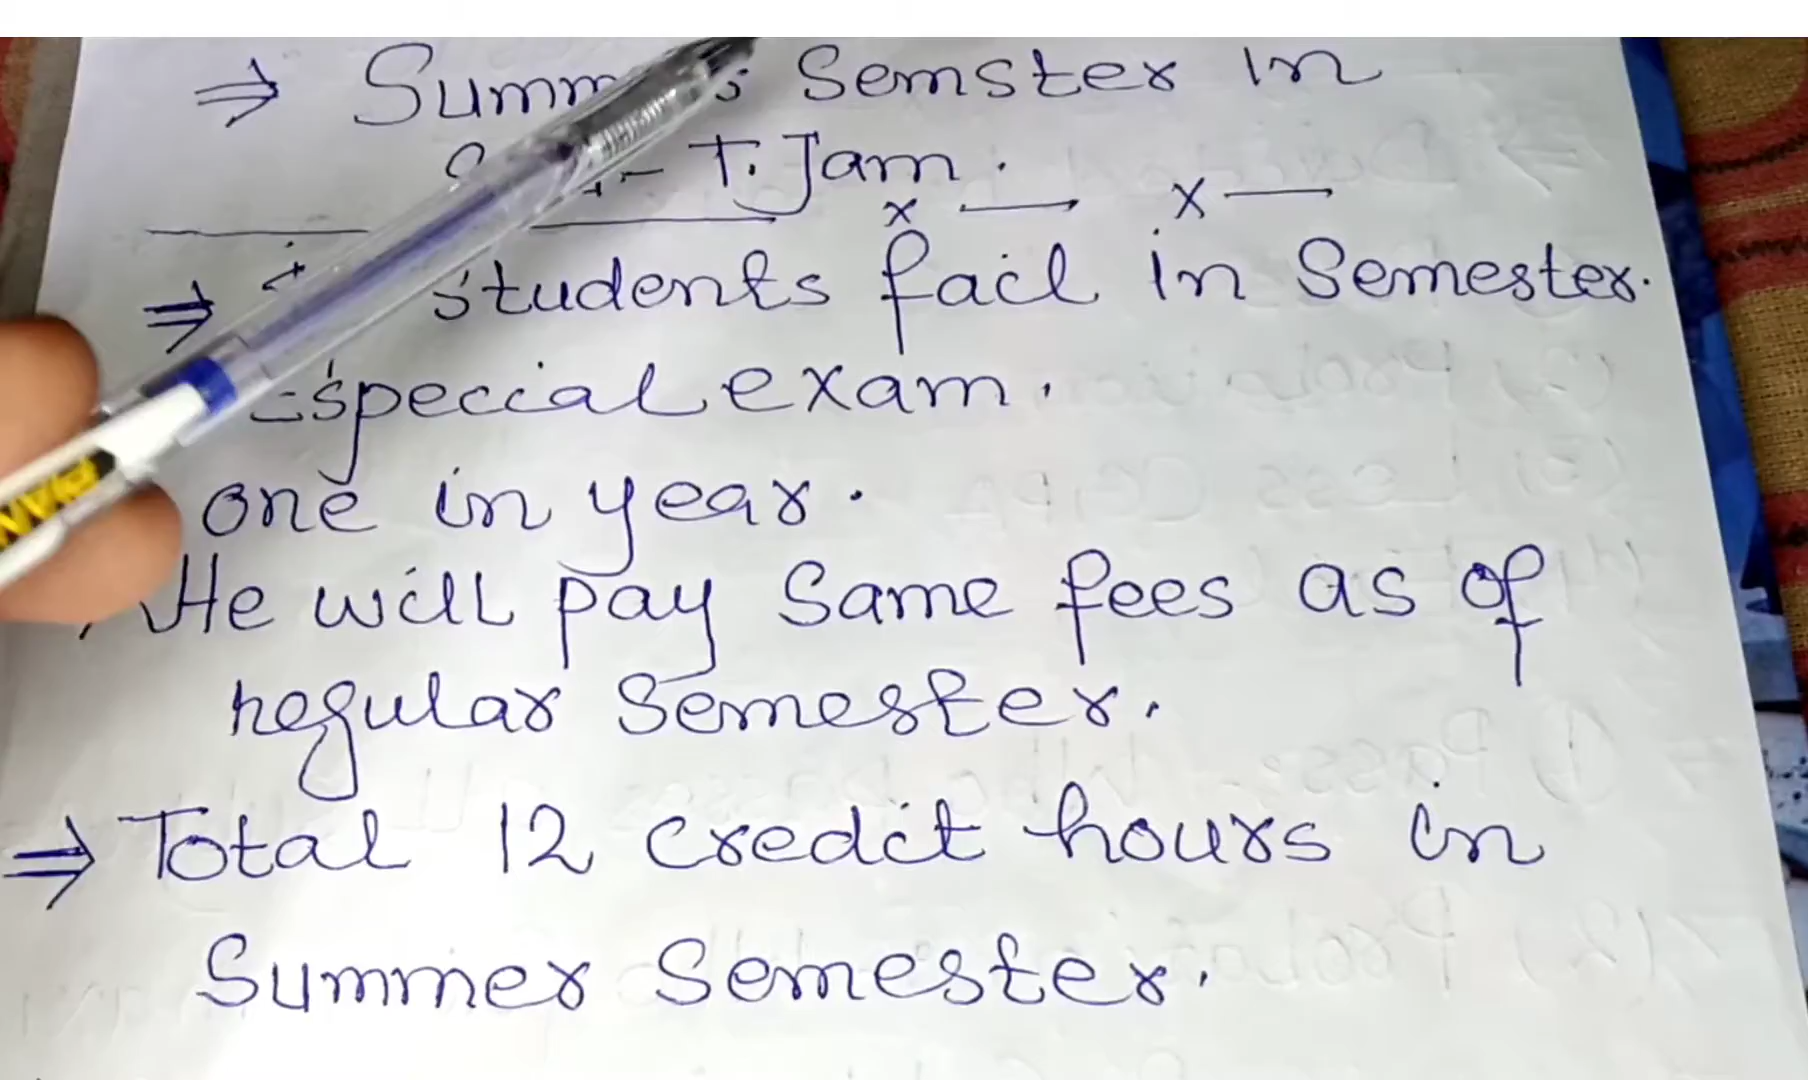 ⇒ Semster in
T. Jam.
x — x —
⇒ students fail in Semester.
especial exam.
one in year.
He will pay Same fees as of
regular Semester.
⇒ Total 12 credit hours in
Summer Semester.